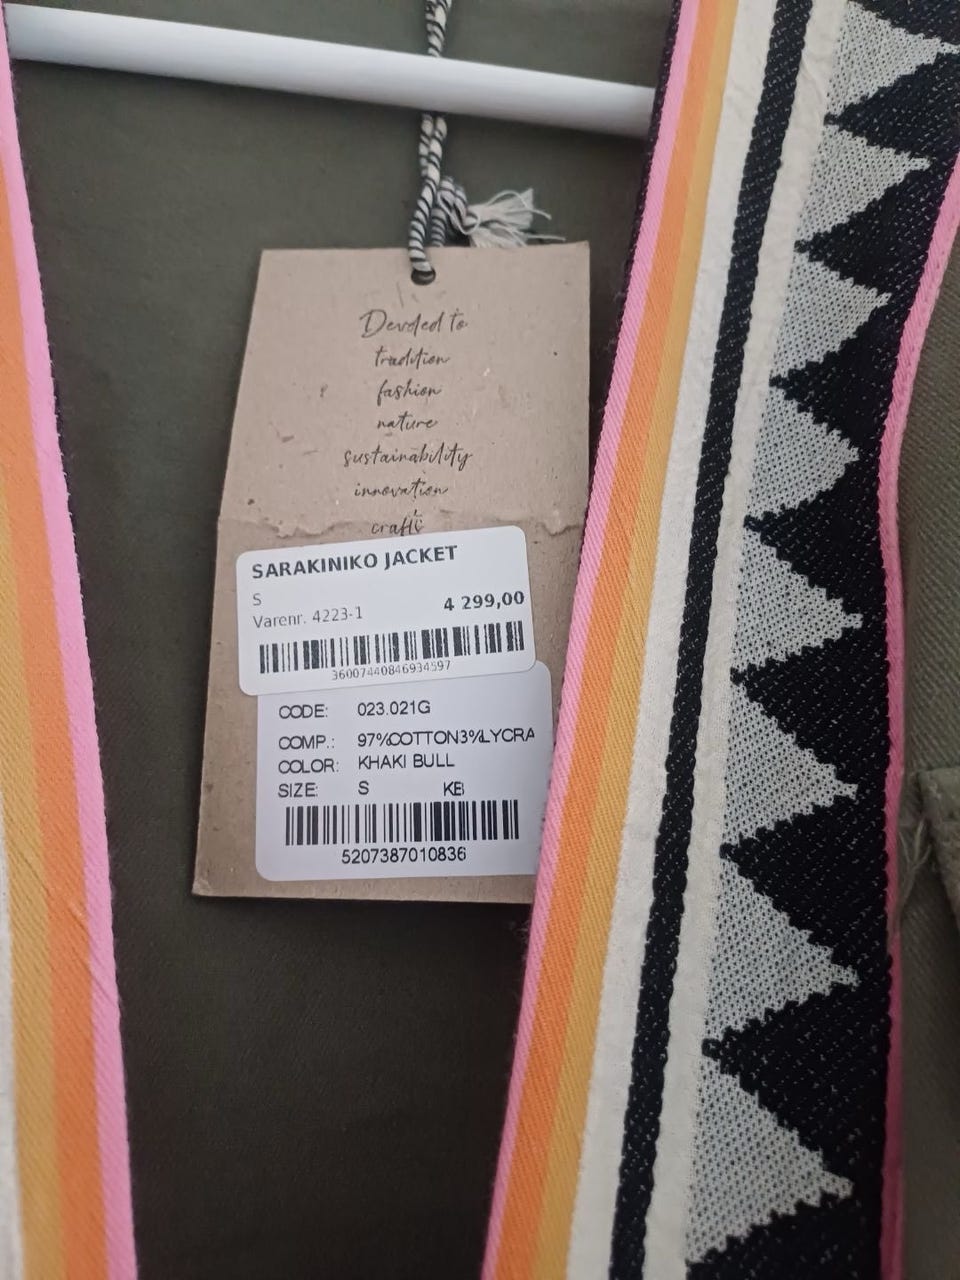 Devoted to
tradition
fashion
nature
sustainability
innovation
crafts
SARAKINIKO JACKET
S
Varenr. 4223-1 4 299,00
36007440846934597
CODE: 023.021G
COMP.: 97%COTTON3%LYCRA
COLOR: KHAKI BULL
SIZE: S KB
5207387010836